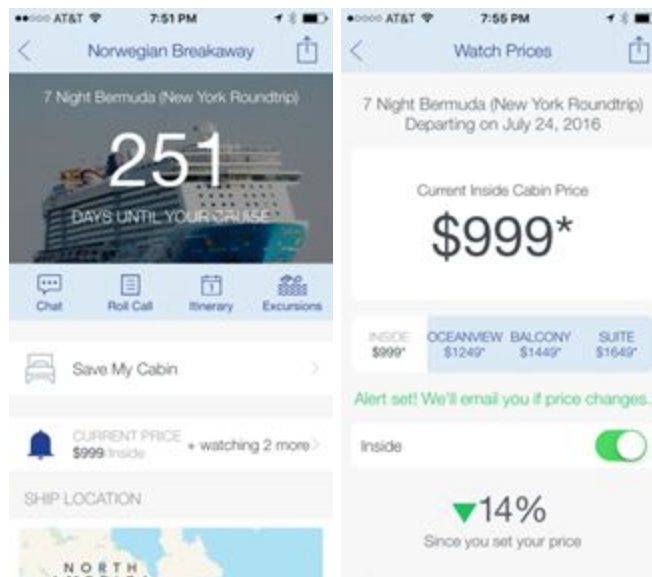 AT&T 7:51 PM
Norwegian Breakaway
7 Night Bermuda (New York Roundtrip)
251
DAYS UNTIL YOUR CRUISE
Chat Roll Call Itinerary Excursions
Save My Cabin
CURRENT PRICE
$999/Inside
+ watching 2 more
SHIP LOCATION
NORTH
AMERICA
AT&T 7:55 PM
Watch Prices
7 Night Bermuda (New York Roundtrip)
Departing on July 24, 2016
Current Inside Cabin Price
$999*
INSIDE OCEANVIEW BALCONY SUITE
$999* $1249* $1449* $1649*
Alert set! We'll email you if price changes.
Inside
▼14%
Since you set your price